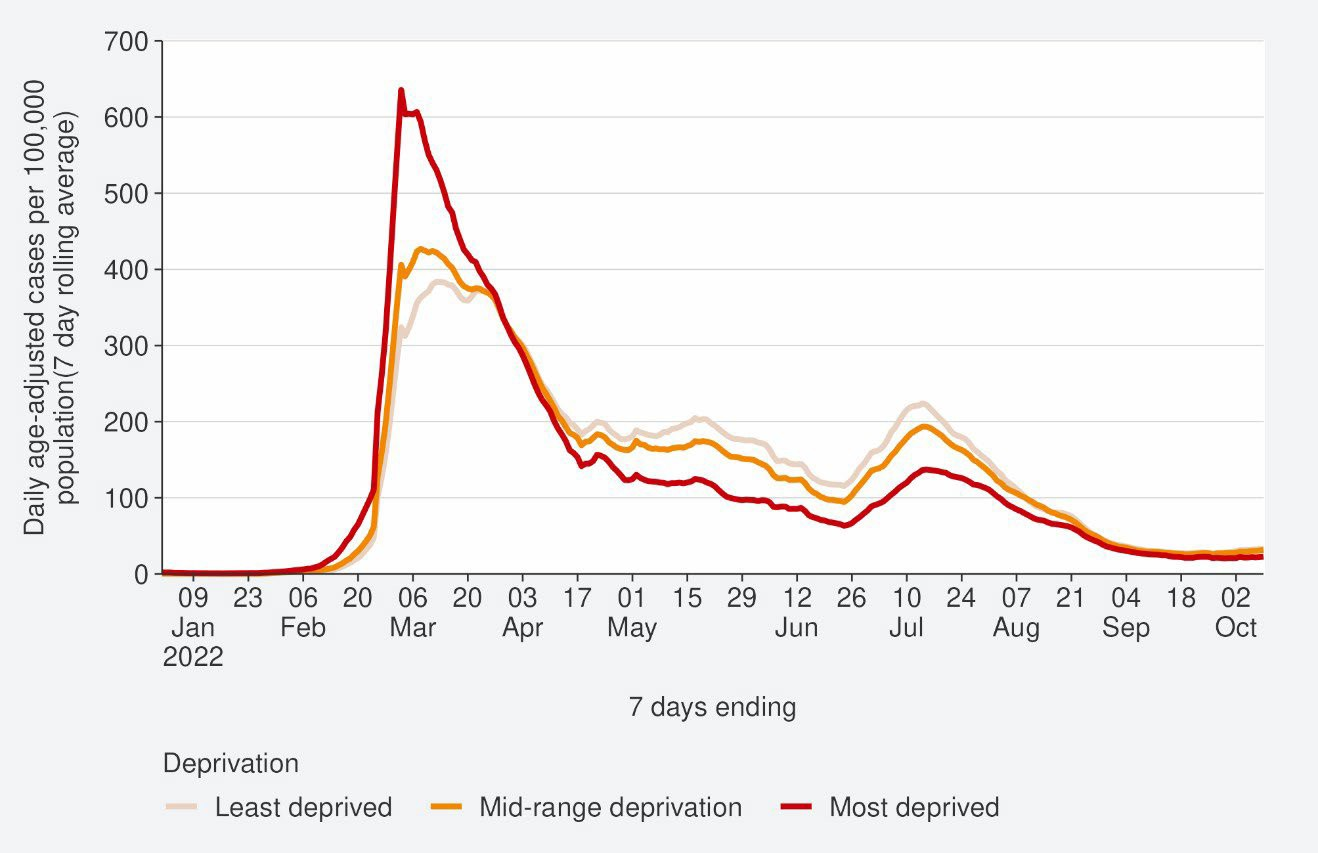 Daily age-adjusted cases per 100,000
population(7 day rolling average)
700
600
500
400
300
200
100
0
09 23 06 20 06 20 03 17 01 15 29 12 26 10 24 07 21 04 18 02
Jan Feb Mar Apr May Jun Jul Aug Sep Oct
2022
7 days ending
Deprivation
Least deprived Mid-range deprivation Most deprived